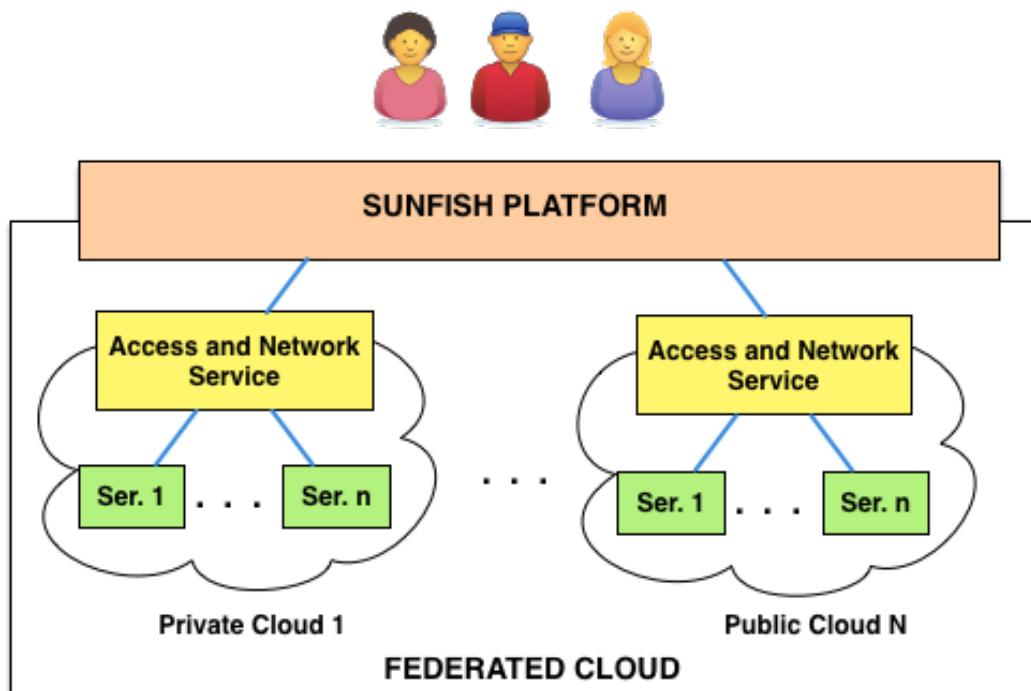 SUNFISH PLATFORM
Access and Network
Service
Access and Network
Service
Ser. 1
. . .
Ser. n
. . .
Ser. 1
. . .
Ser. n
Private Cloud 1
Public Cloud N
FEDERATED CLOUD